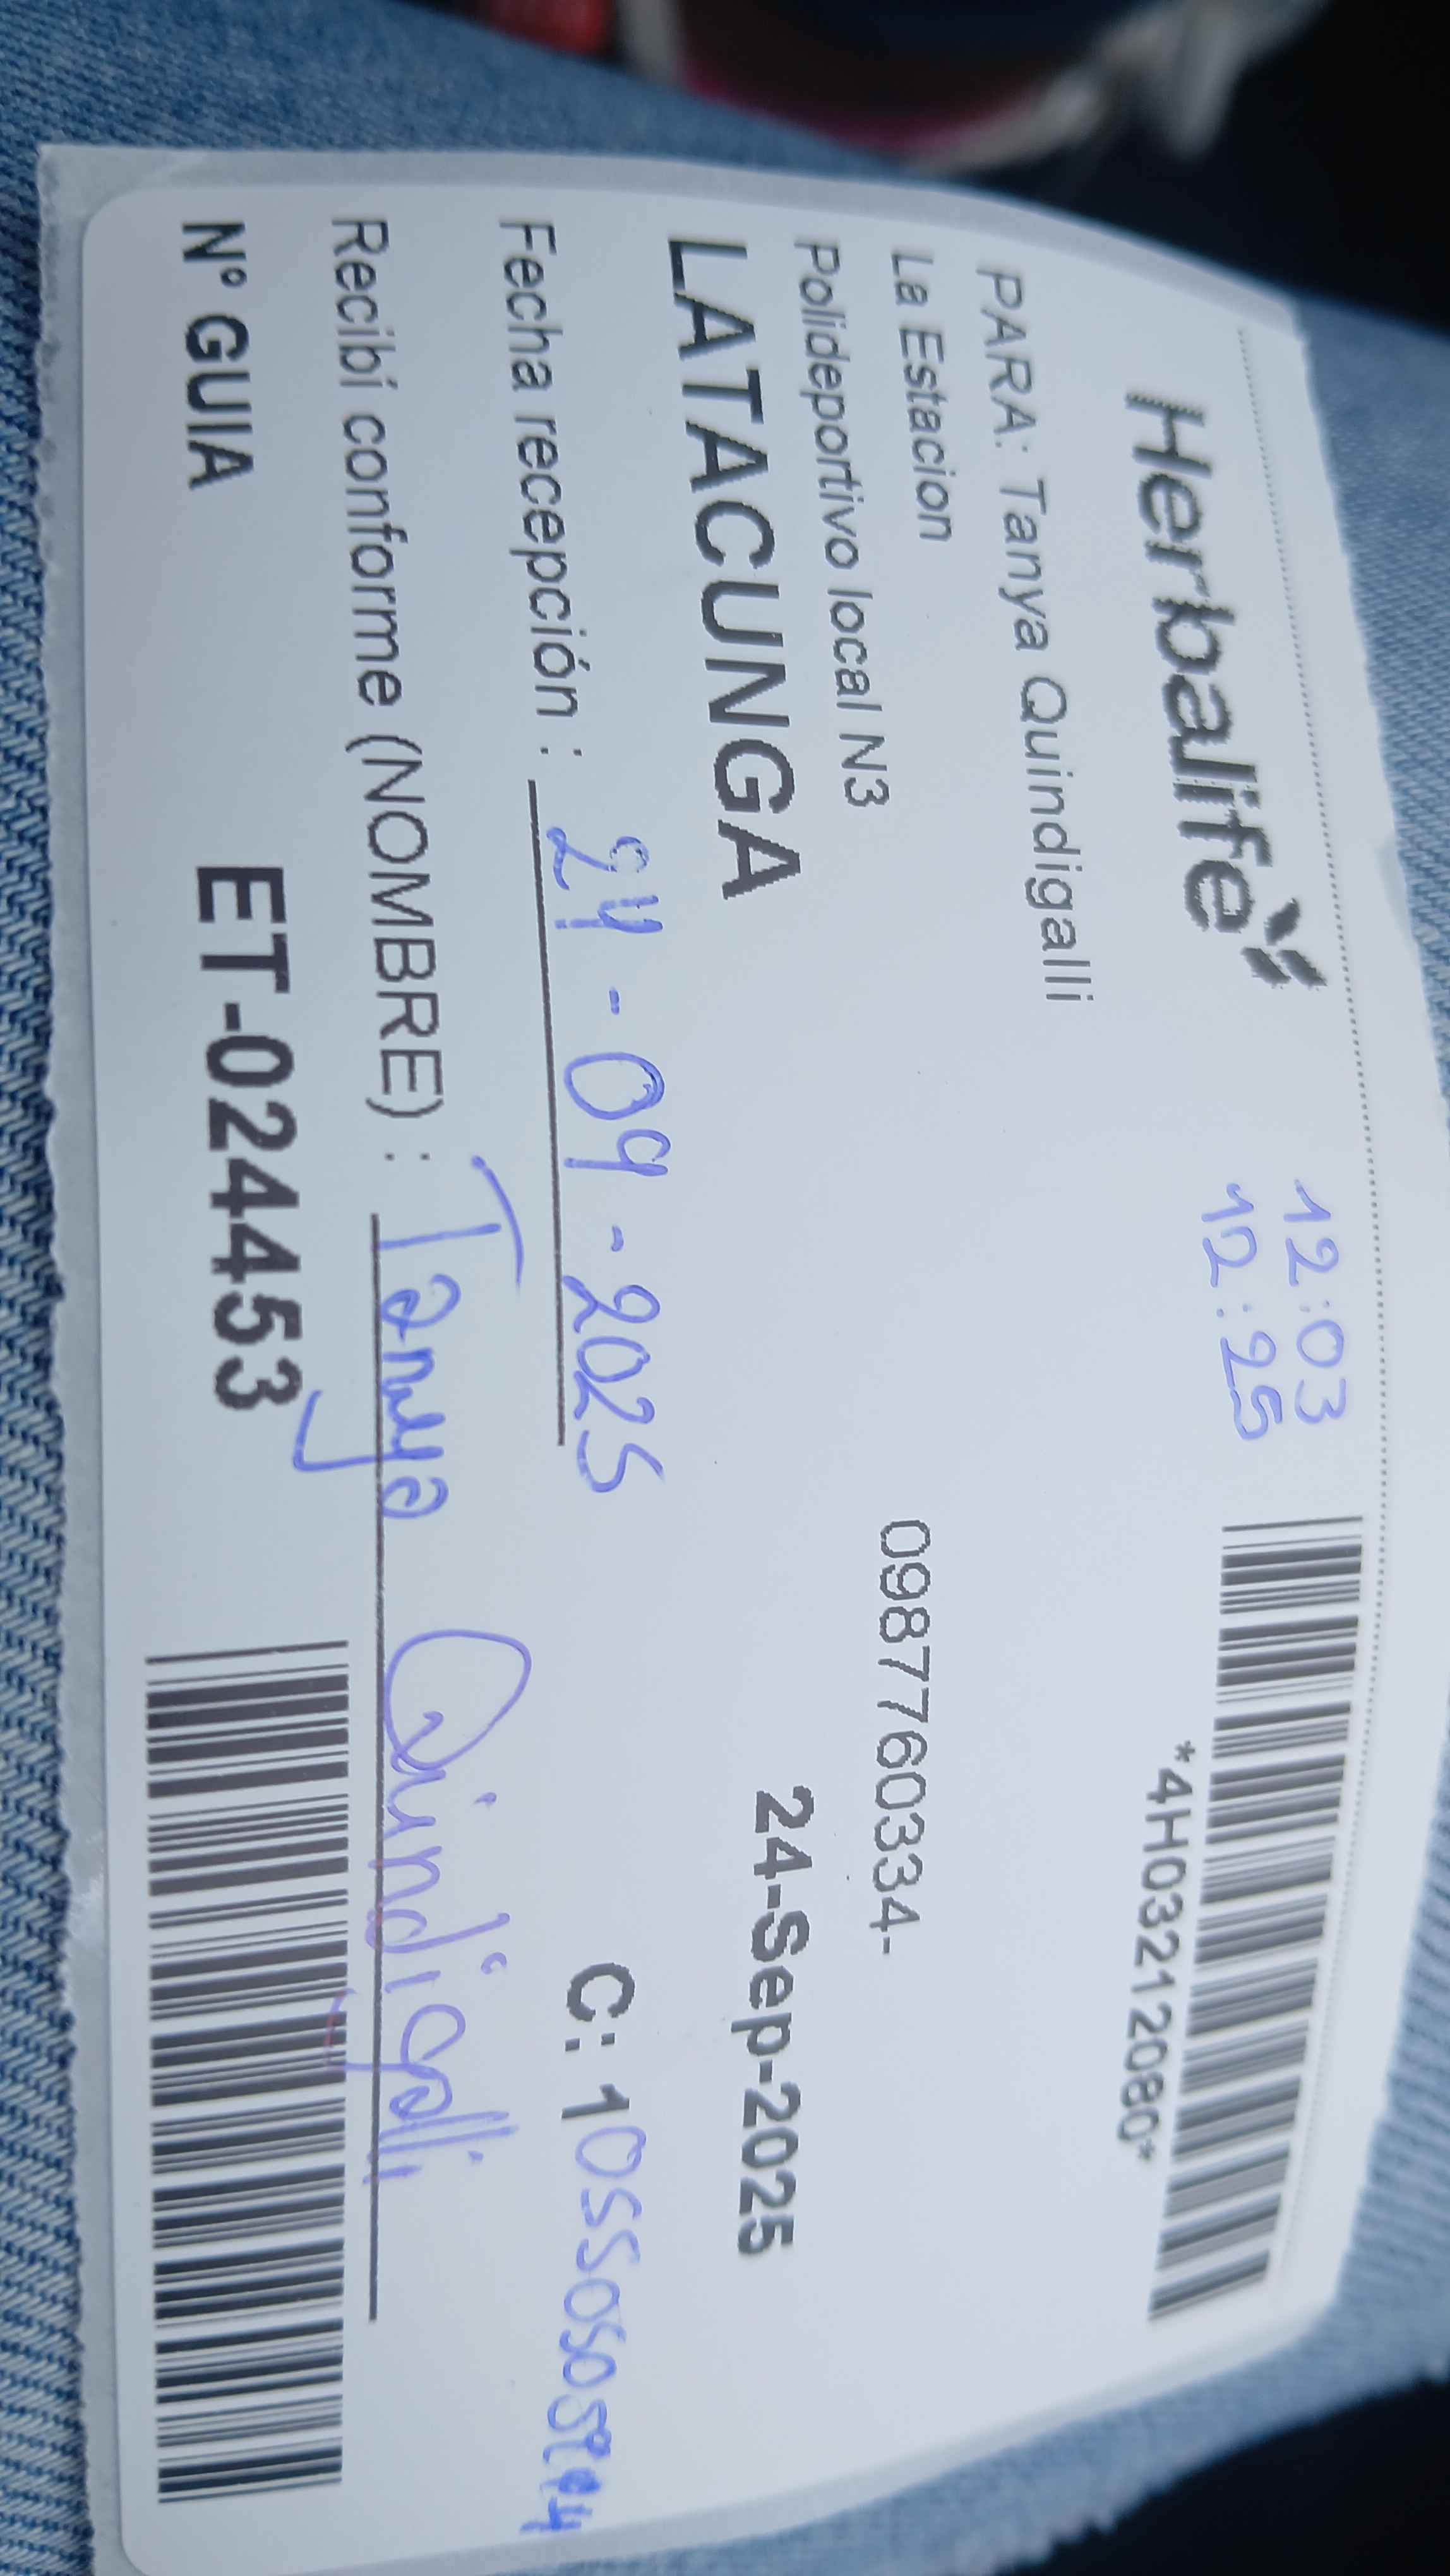 Herbalife
12:03
12:25
*4H03212080*
PARA: Tanya Quindigalli
La Estacion
0987760334-
Polideportivo local N3
LATACUNGA
24-Sep-2025
Fecha recepción : 24-09-2025
C: 1
Recibí conforme (NOMBRE) : Tanya Quindigalli
N° GUIA
ET-024453